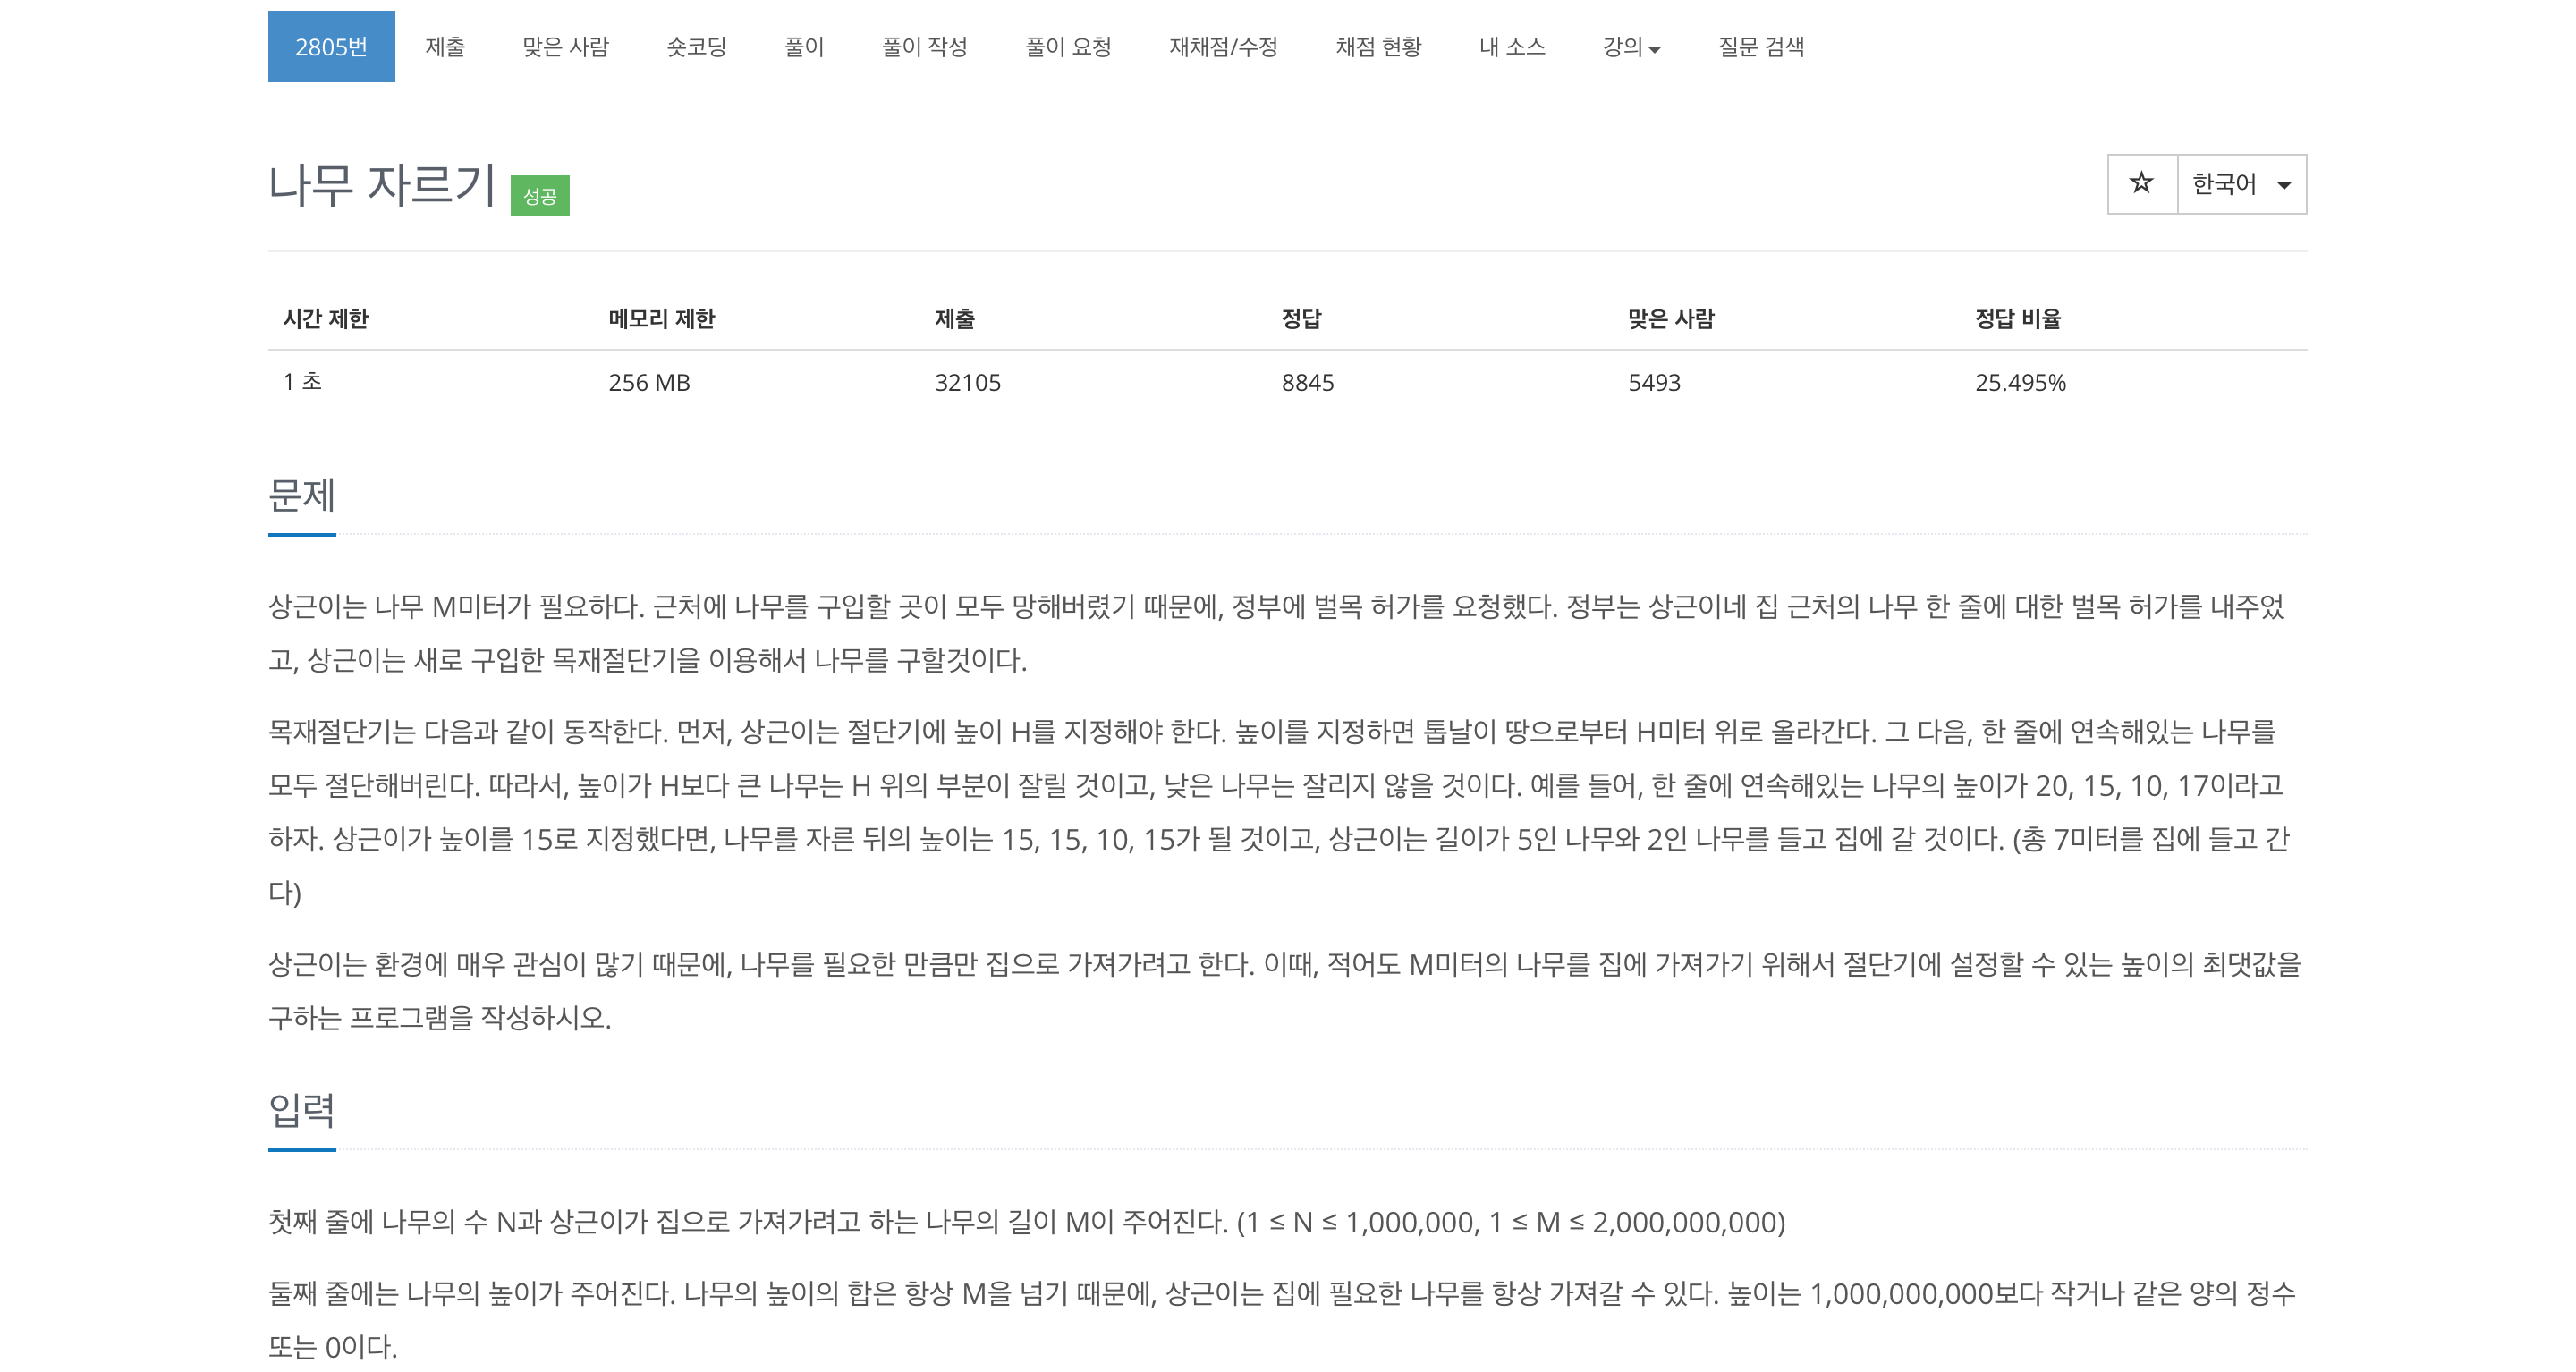 2805번 제출 맞은 사람 숏코딩 풀이 풀이 작성 풀이 요청 재채점/수정 채점 현황 내 소스 강의 질문 검색
나무 자르기 성공
한국어
시간 제한 메모리 제한 제출 정답 맞은 사람 정답 비율
1 초 256 MB 32105 8845 5493 25.495%
문제
상근이는 나무 M미터가 필요하다. 근처에 나무를 구입할 곳이 모두 망해버렸기 때문에, 정부에 벌목 허가를 요청했다. 정부는 상근이네 집 근처의 나무 한 줄에 대한 벌목 허가를 내주었
고, 상근이는 새로 구입한 목재절단기을 이용해서 나무를 구할것이다.
목재절단기는 다음과 같이 동작한다. 먼저, 상근이는 절단기에 높이 H를 지정해야 한다. 높이를 지정하면 톱날이 땅으로부터 H미터 위로 올라간다. 그 다음, 한 줄에 연속해있는 나무를
모두 절단해버린다. 따라서, 높이가 H보다 큰 나무는 H 위의 부분이 잘릴 것이고, 낮은 나무는 잘리지 않을 것이다. 예를 들어, 한 줄에 연속해있는 나무의 높이가 20, 15, 10, 17이라고
하자. 상근이가 높이를 15로 지정했다면, 나무를 자른 뒤의 높이는 15, 15, 10, 15가 될 것이고, 상근이는 길이가 5인 나무와 2인 나무를 들고 집에 갈 것이다. (총 7미터를 집에 들고 간
다)
상근이는 환경에 매우 관심이 많기 때문에, 나무를 필요한 만큼만 집으로 가져가려고 한다. 이때, 적어도 M미터의 나무를 집에 가져가기 위해서 절단기에 설정할 수 있는 높이의 최댓값을
구하는 프로그램을 작성하시오.
입력
첫째 줄에 나무의 수 N과 상근이가 집으로 가져가려고 하는 나무의 길이 M이 주어진다. (1 ≤ N ≤ 1,000,000, 1 ≤ M ≤ 2,000,000,000)
둘째 줄에는 나무의 높이가 주어진다. 나무의 높이의 합은 항상 M을 넘기 때문에, 상근이는 집에 필요한 나무를 항상 가져갈 수 있다. 높이는 1,000,000,000보다 작거나 같은 양의 정수
또는 0이다.